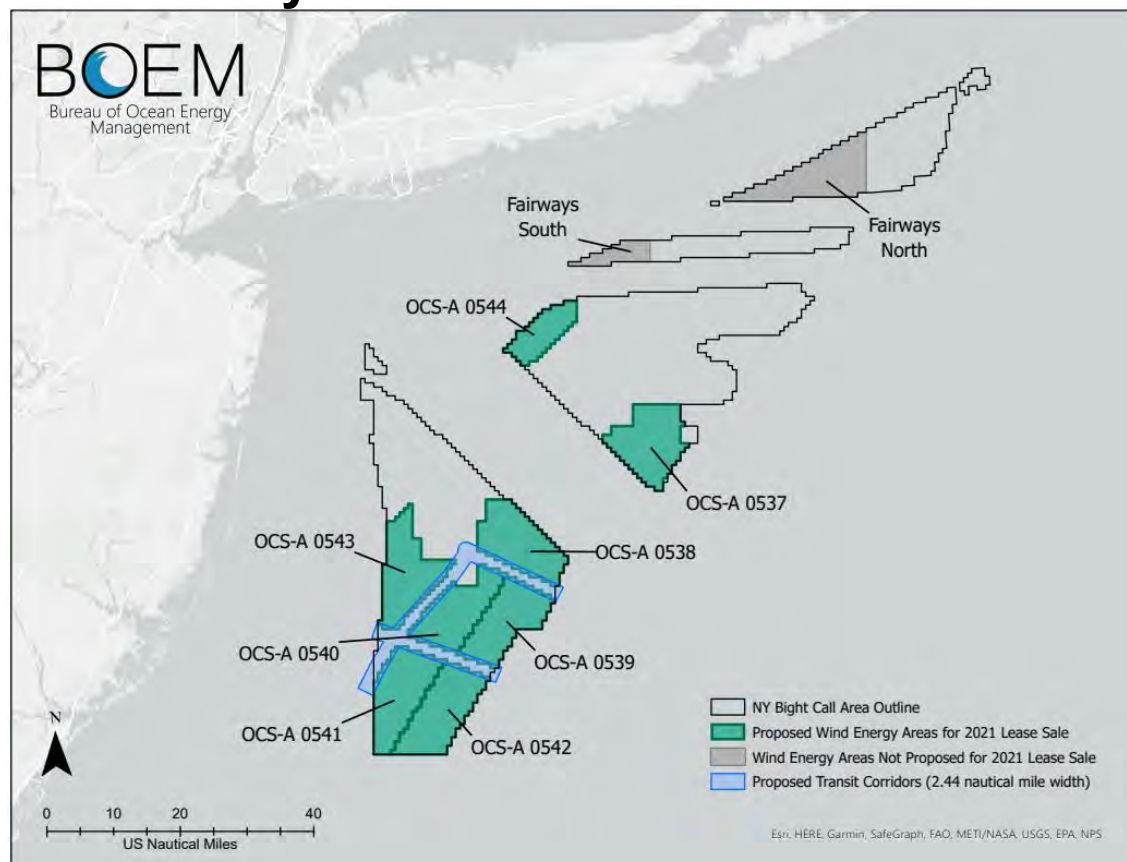 BOEM
Bureau of Ocean Energy
Management
Fairways
South
Fairways
North
OCS-A 0544
OCS-A 0537
OCS-A 0543
OCS-A 0538
OCS-A 0540
OCS-A 0539
OCS-A 0541
OCS-A 0542
N
0 10 20 40
US Nautical Miles
NY Bight Call Area Outline
Proposed Wind Energy Areas for 2021 Lease Sale
Wind Energy Areas Not Proposed for 2021 Lease Sale
Proposed Transit Corridors (2.44 nautical mile width)
Esri, HERE, Garmin, SafeGraph, FAO, METI/NASA, USGS, EPA, NPS